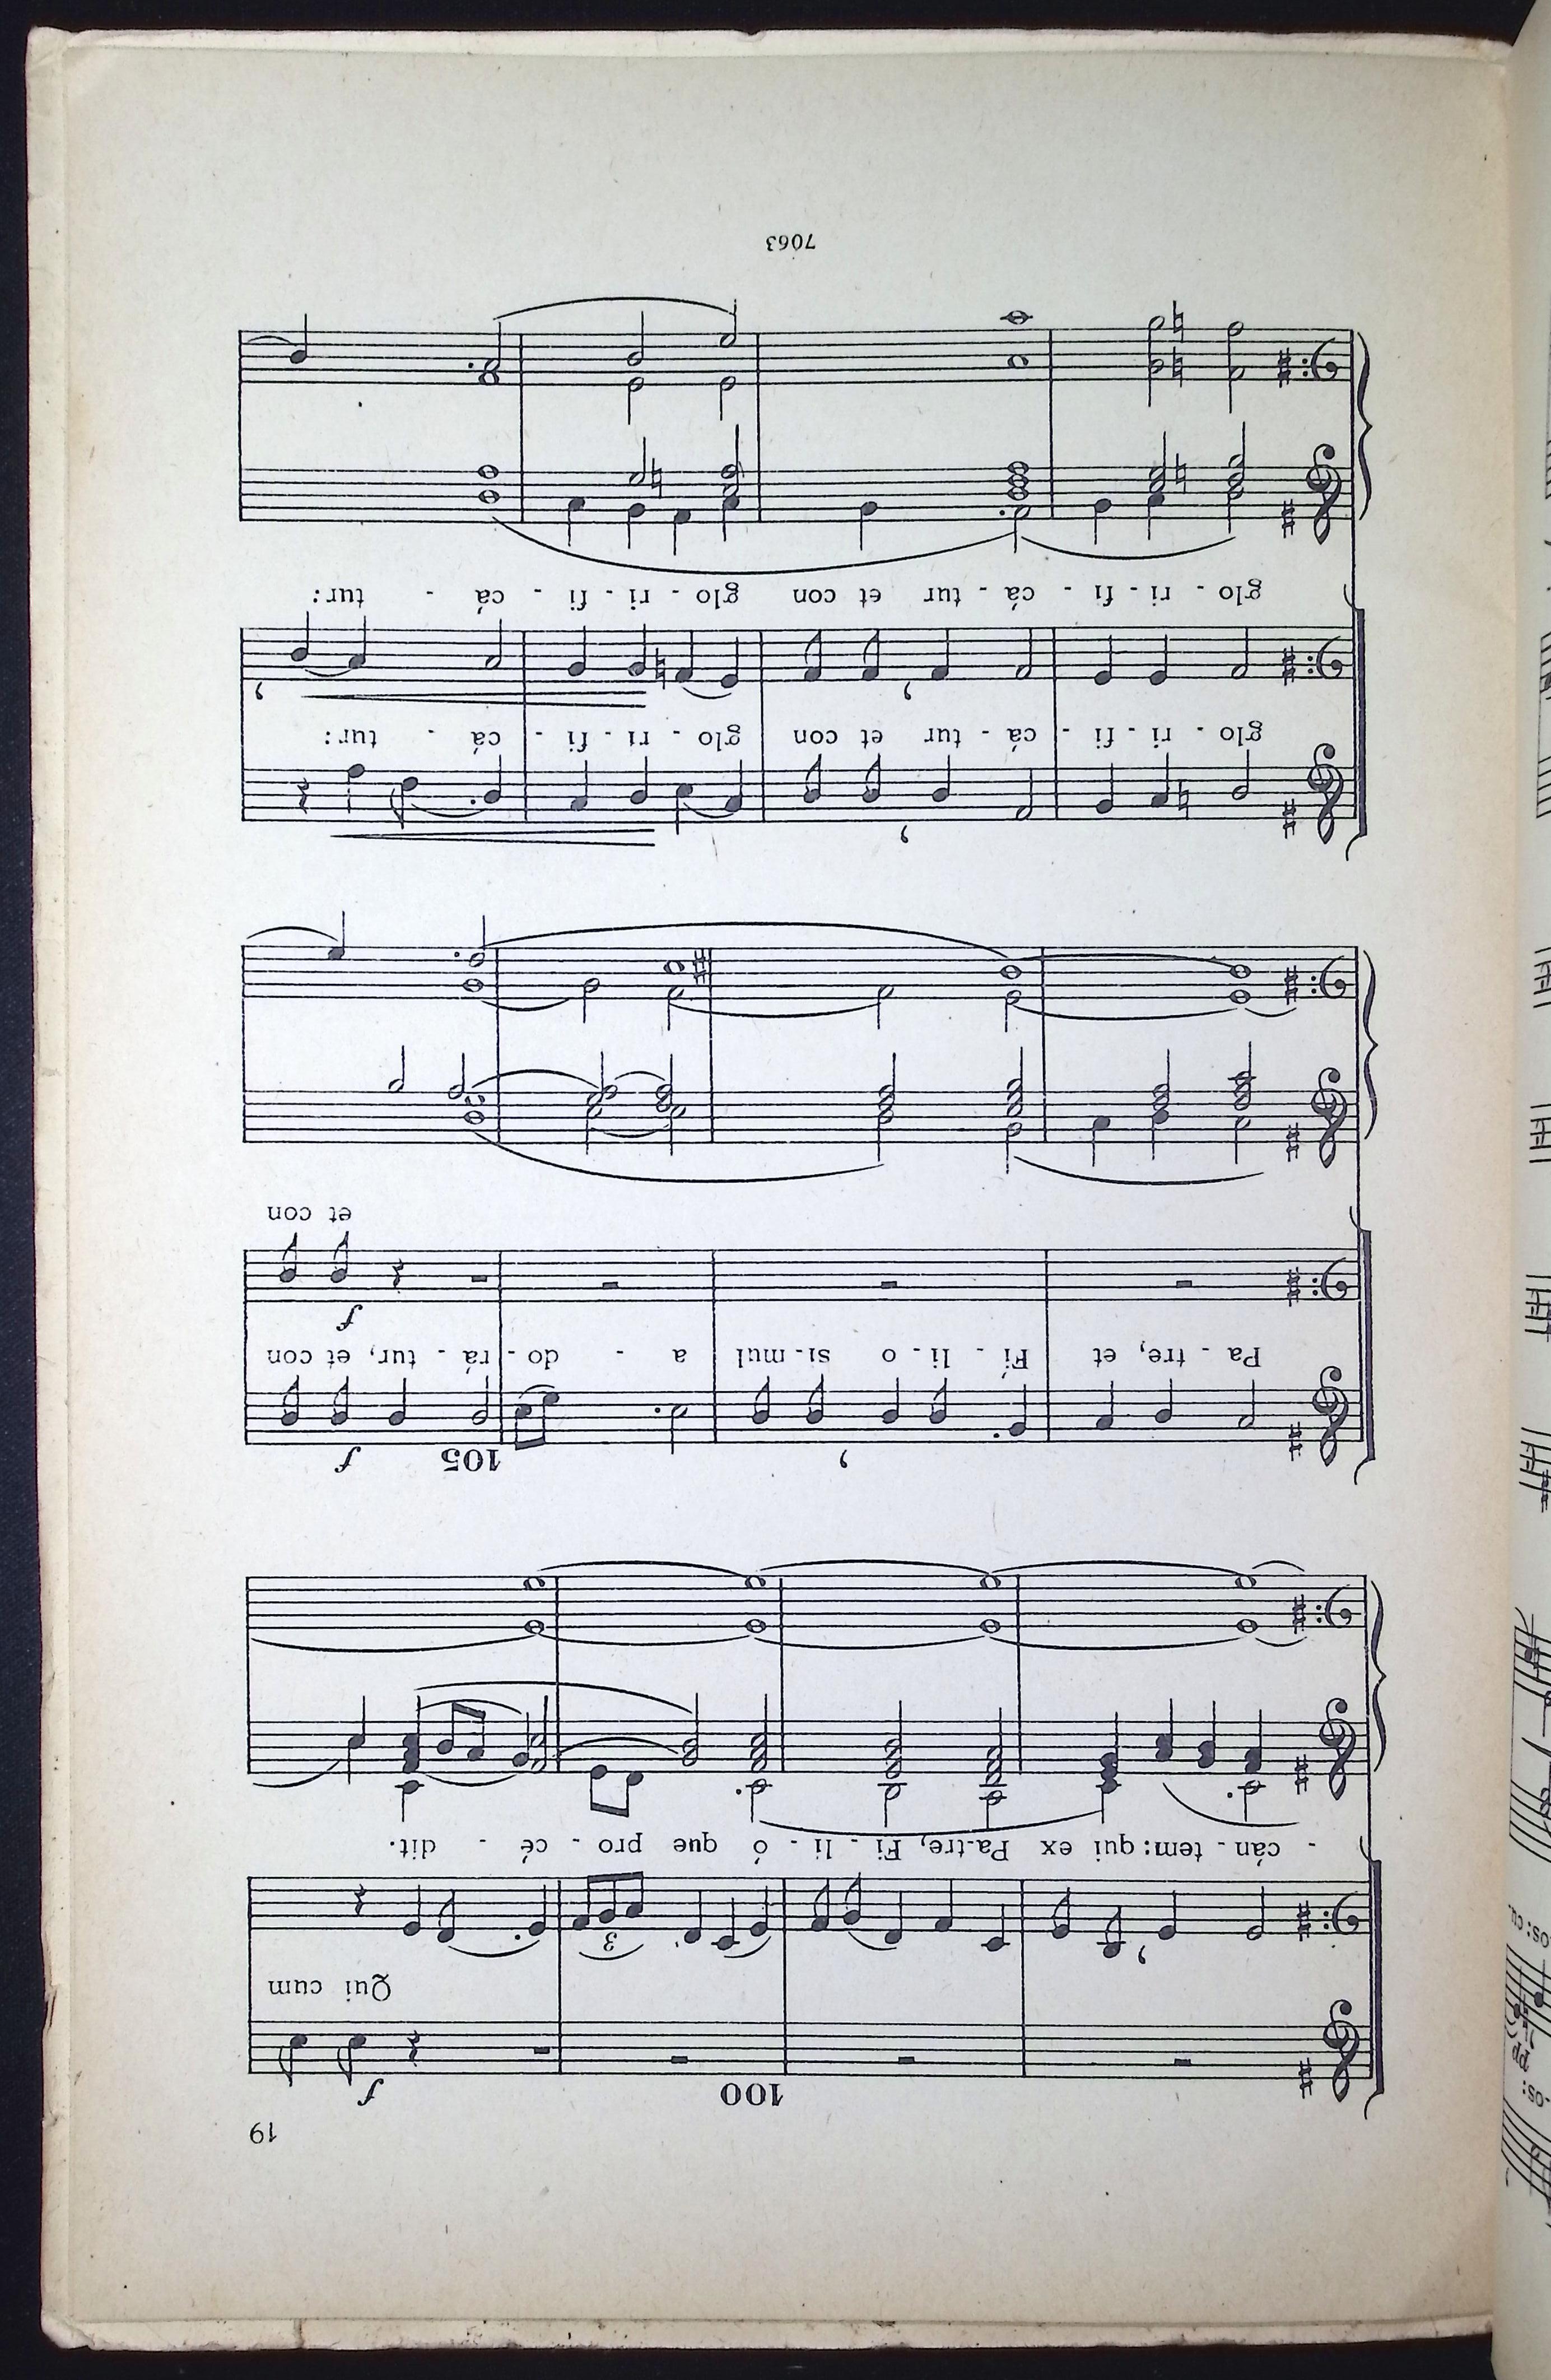 19
100
f
Qui cum
- cán - tem: qui ex Pa-tre, Fi - li - ó que pro - cé - dit.
3
105
f
Pa - tre, et Fí - li - o si - mul a - do - rá - tur, et con
f
et con
glo - ri - fi - cá - tur et con glo - ri - fi - cá - tur:
glo - ri - fi - cá - tur et con glo - ri - fi - cá - tur:
7063